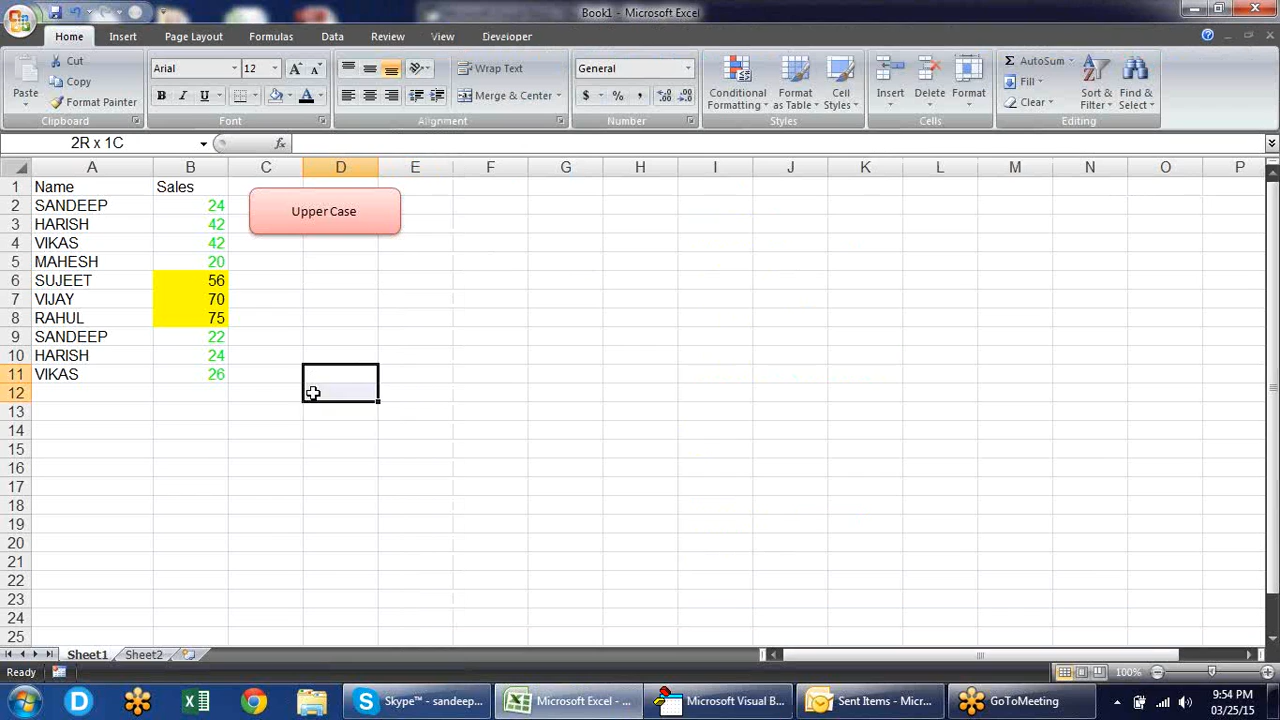 Book1 - Microsoft Excel
Home Insert Page Layout Formulas Data Review View Developer
Paste
Cut
Copy
Format Painter
Clipboard
Arial 12
B I U
Font
Wrap Text
Merge & Center
Alignment
General
$ % ,
Number
Conditional Formatting
Format as Table
Cell Styles
Styles
Insert Delete Format
Cells
Σ AutoSum
Fill
Clear
Sort & Filter
Find & Select
Editing
2R x 1C fx
A B C D E F G H I J K L M N O P
1 Name Sales
2 SANDEEP 24
3 HARISH 42
4 VIKAS 42
5 MAHESH 20
6 SUJEET 56
7 VIJAY 70
8 RAHUL 75
9 SANDEEP 22
10 HARISH 24
11 VIKAS 26
12
13
14
15
16
17
18
19
20
21
22
23
24
25
Upper Case
Sheet1 Sheet2
Ready 100%
Skype™ - sandeep... Microsoft Excel - ... Microsoft Visual B... Sent Items - Micr... GoToMeeting
9:54 PM
03/25/15